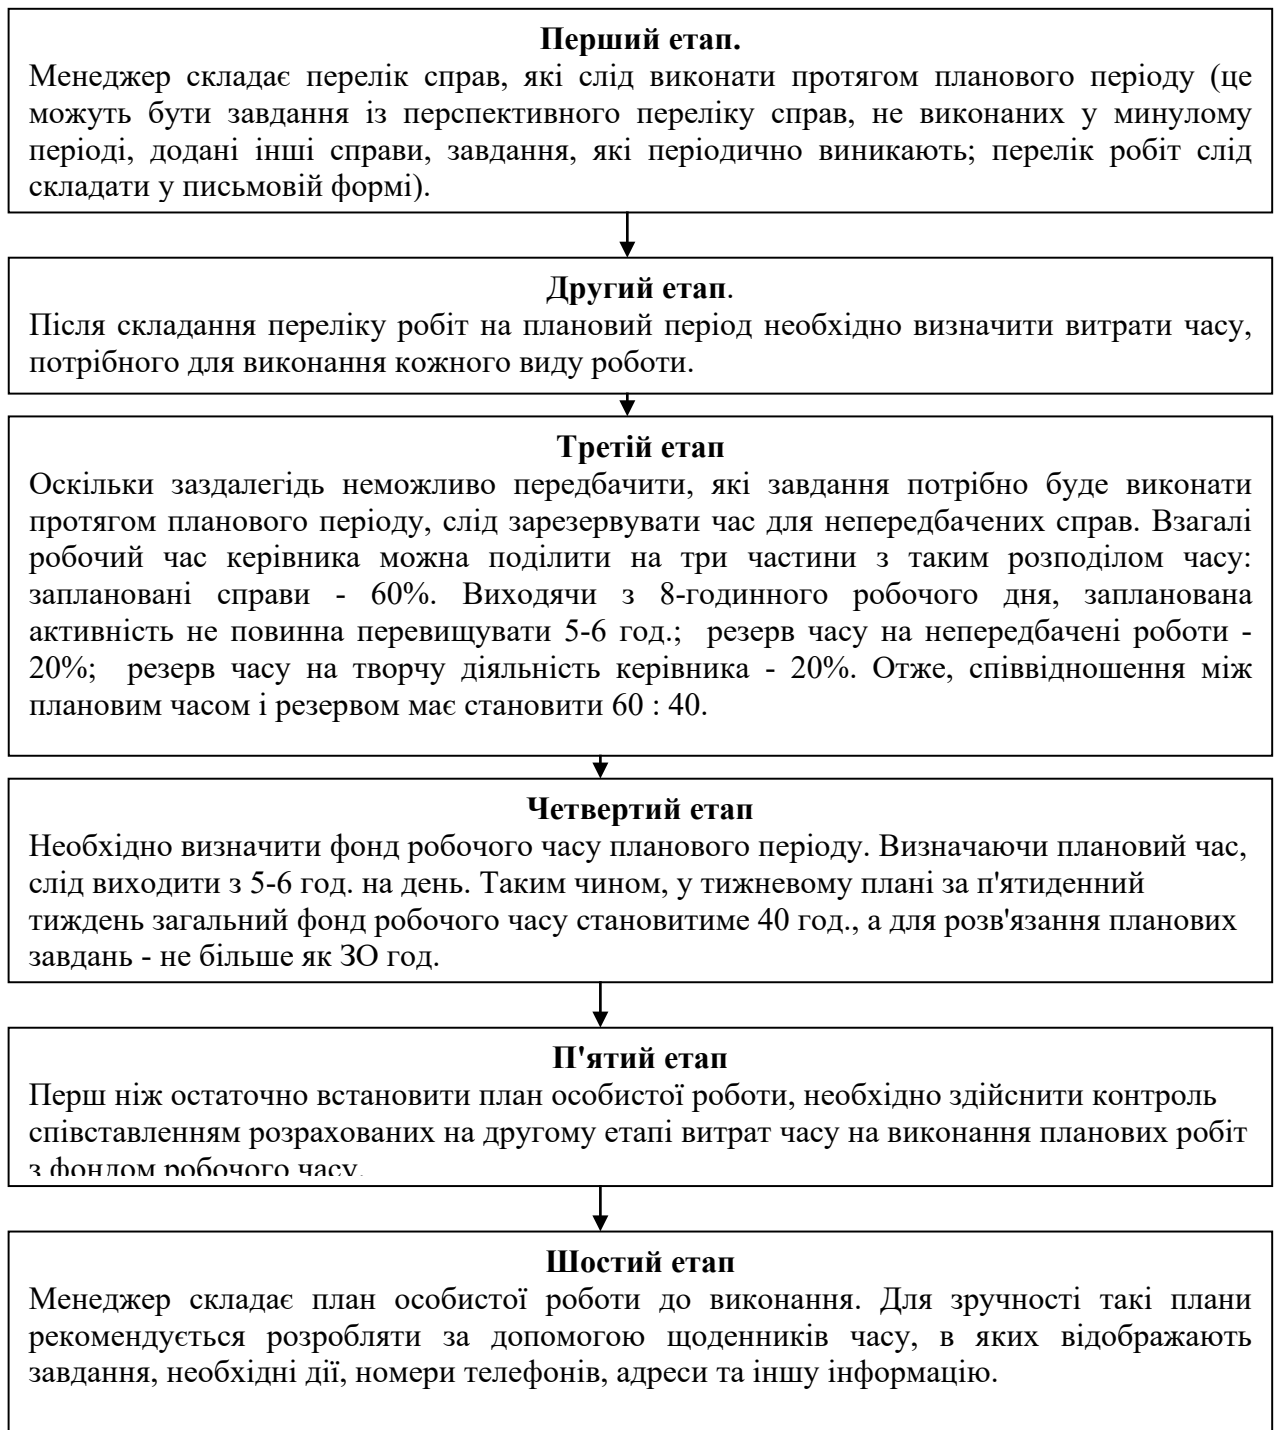 Перший етап.
Менеджер складає перелік справ, які слід виконати протягом планового періоду (це
можуть бути завдання із перспективного переліку справ, не виконаних у минулому
періоді, додані інші справи, завдання, які періодично виникають; перелік робіт слід
складати у письмовій формі).
Другий етап.
Після складання переліку робіт на плановий період необхідно визначити витрати часу,
потрібного для виконання кожного виду роботи.
Третій етап
Оскільки заздалегідь неможливо передбачити, які завдання потрібно буде виконати
протягом планового періоду, слід зарезервувати час для непередбачених справ. Взагалі
робочий час керівника можна поділити на три частини з таким розподілом часу:
заплановані справи - 60%. Виходячи з 8-годинного робочого дня, запланована
активність не повинна перевищувати 5-6 год.; резерв часу на непередбачені роботи -
20%; резерв часу на творчу діяльність керівника - 20%. Отже, співвідношення між
плановим часом і резервом має становити 60 : 40.
Четвертий етап
Необхідно визначити фонд робочого часу планового періоду. Визначаючи плановий час,
слід виходити з 5-6 год. на день. Таким чином, у тижневому плані за п'ятиденний
тиждень загальний фонд робочого часу становитиме 40 год., а для розв'язання планових
завдань - не більше як ЗО год.
П'ятий етап
Перш ніж остаточно встановити план особистої роботи, необхідно здійснити контроль
співставленням розрахованих на другому етапі витрат часу на виконання планових робіт
з фондом робочого часу.
Шостий етап
Менеджер складає план особистої роботи до виконання. Для зручності такі плани
рекомендується розробляти за допомогою щоденників часу, в яких відображають
завдання, необхідні дії, номери телефонів, адреси та іншу інформацію.